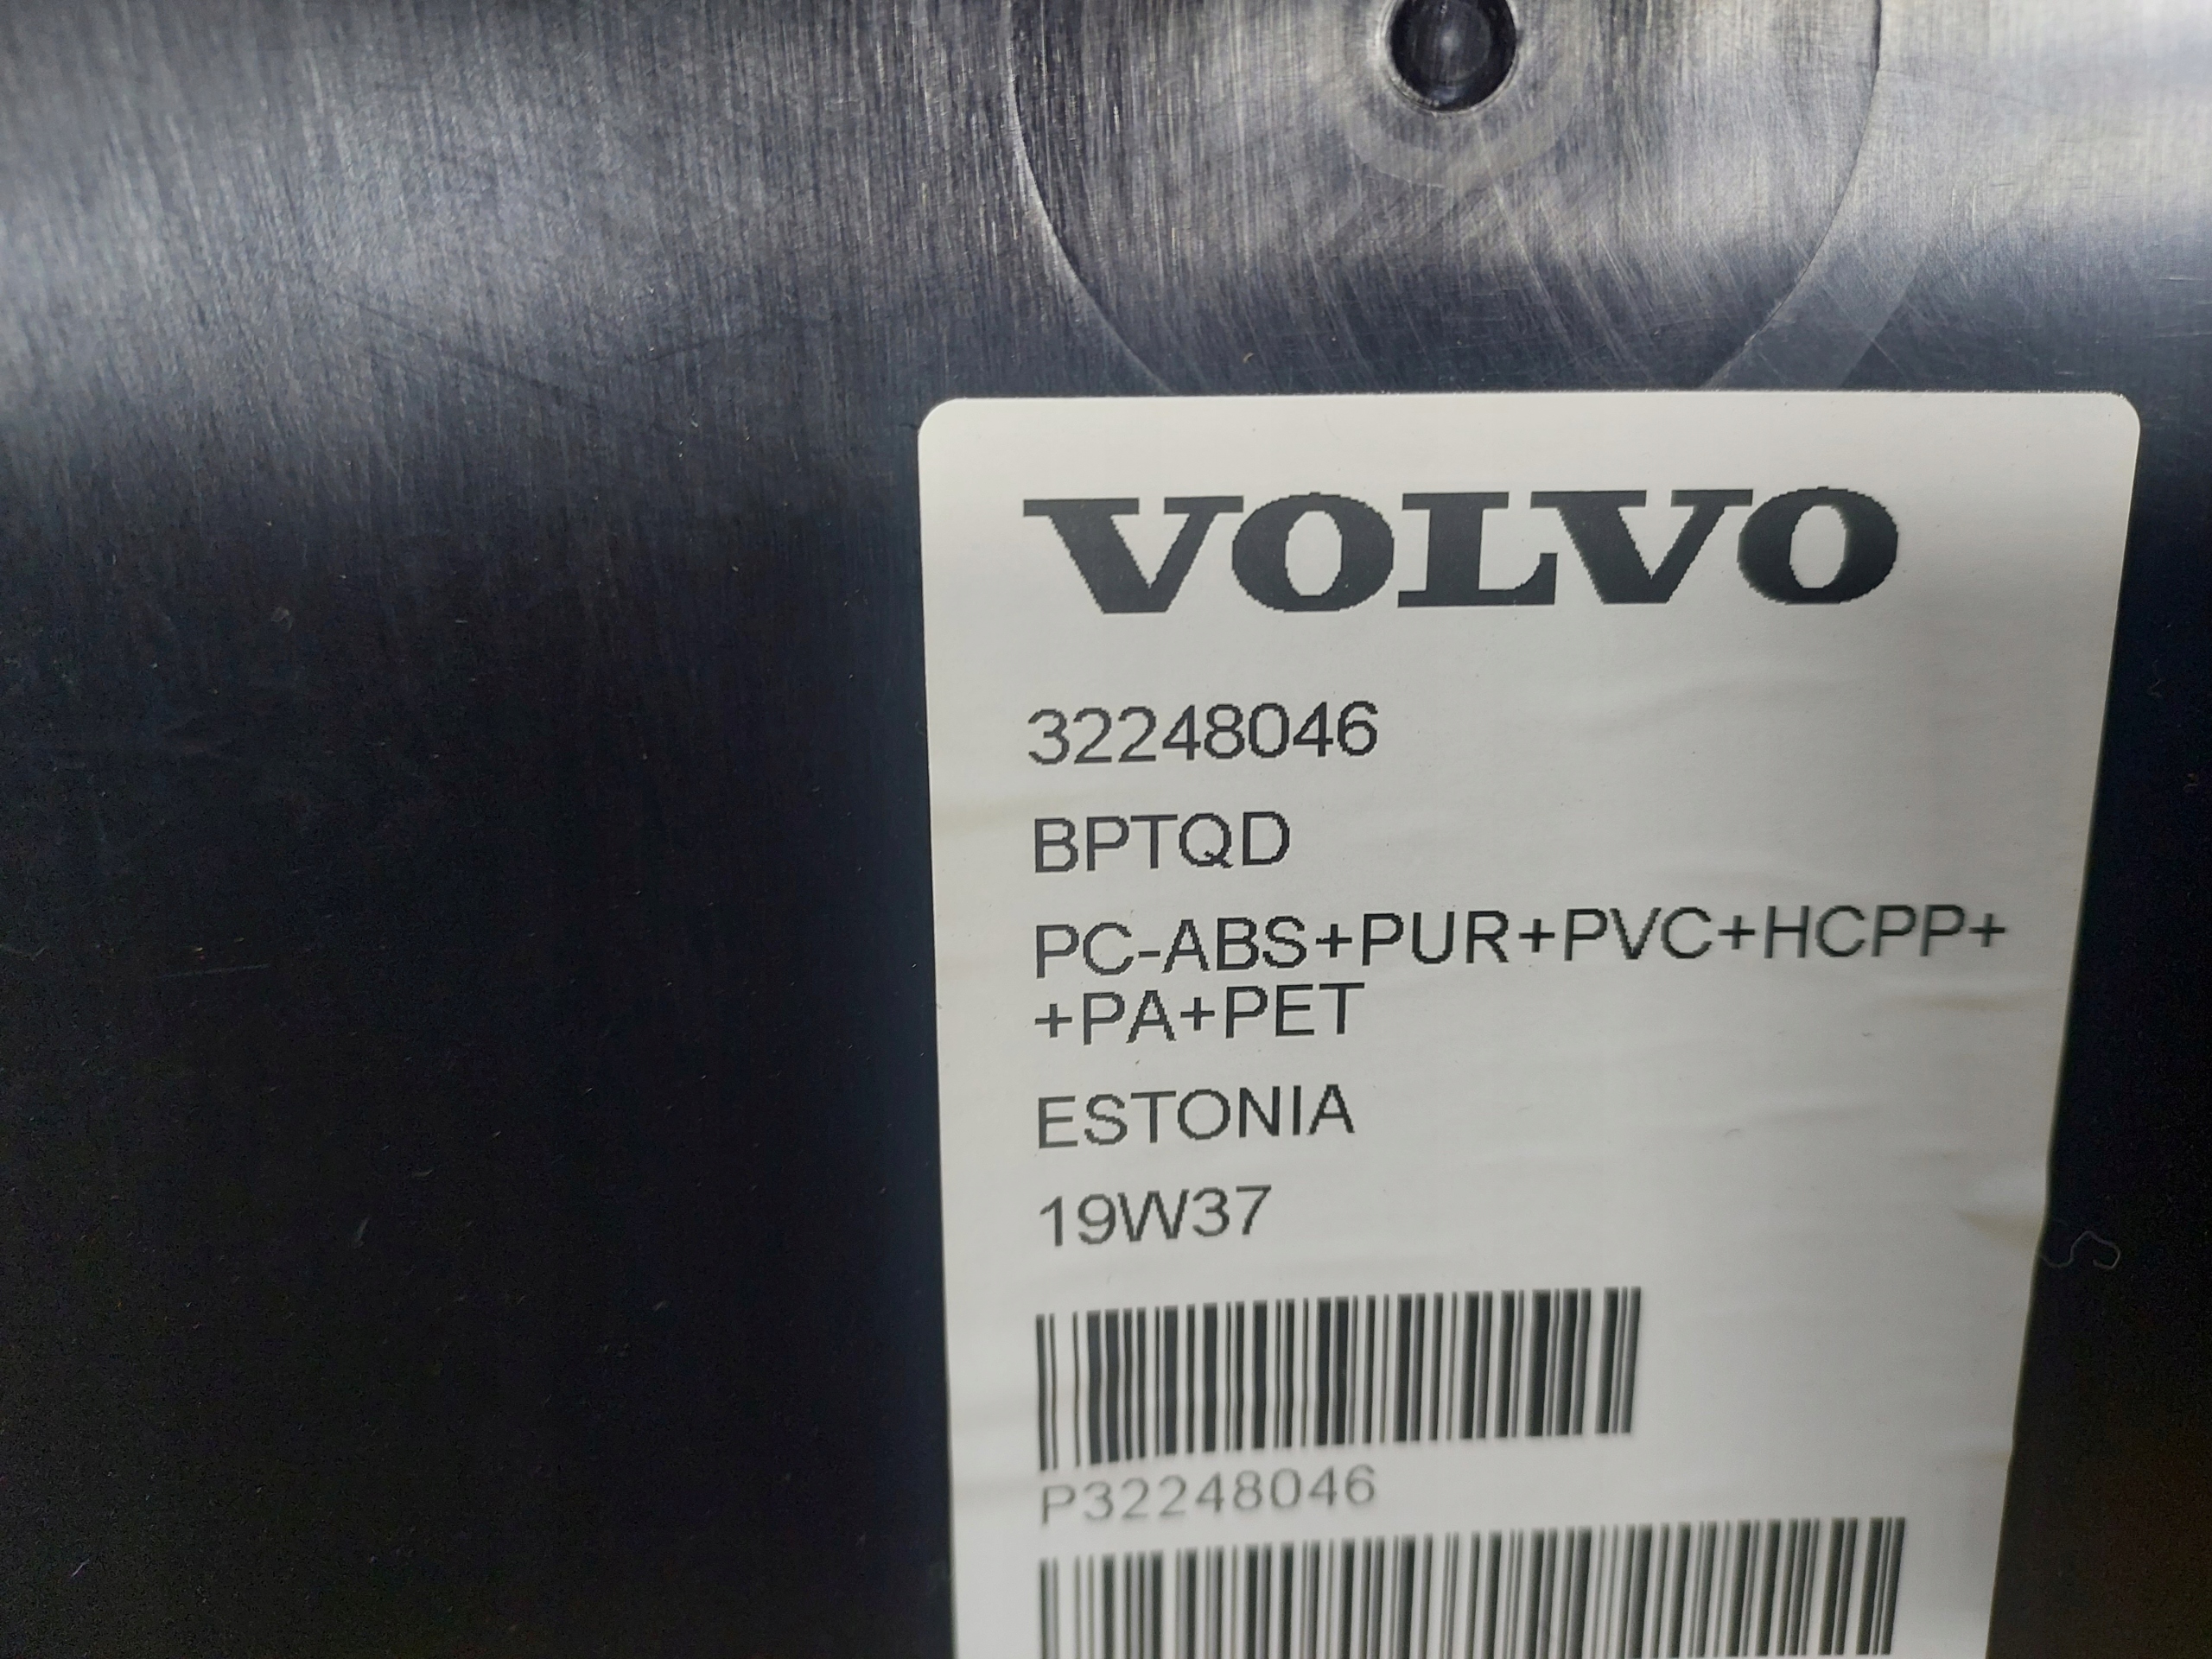 VOLVO
32248046
BPTQD
PC-ABS+PUR+PVC+HCPP+
+PA+PET
ESTONIA
19W37
P32248046